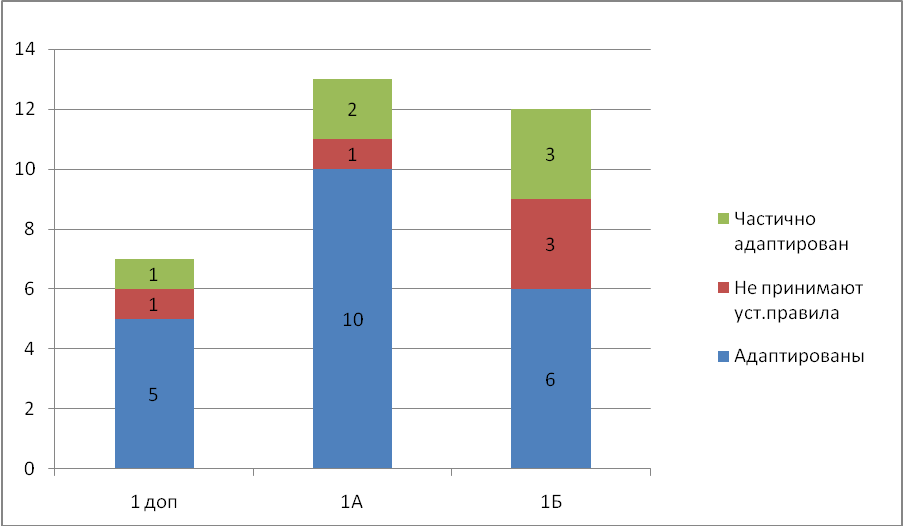 14
12
10
8
6
4
2
0
1
1
5
2
1
10
3
3
6
1 доп
1А
1Б
Частично
адаптирован
Не принимают
уст.правила
Адаптированы